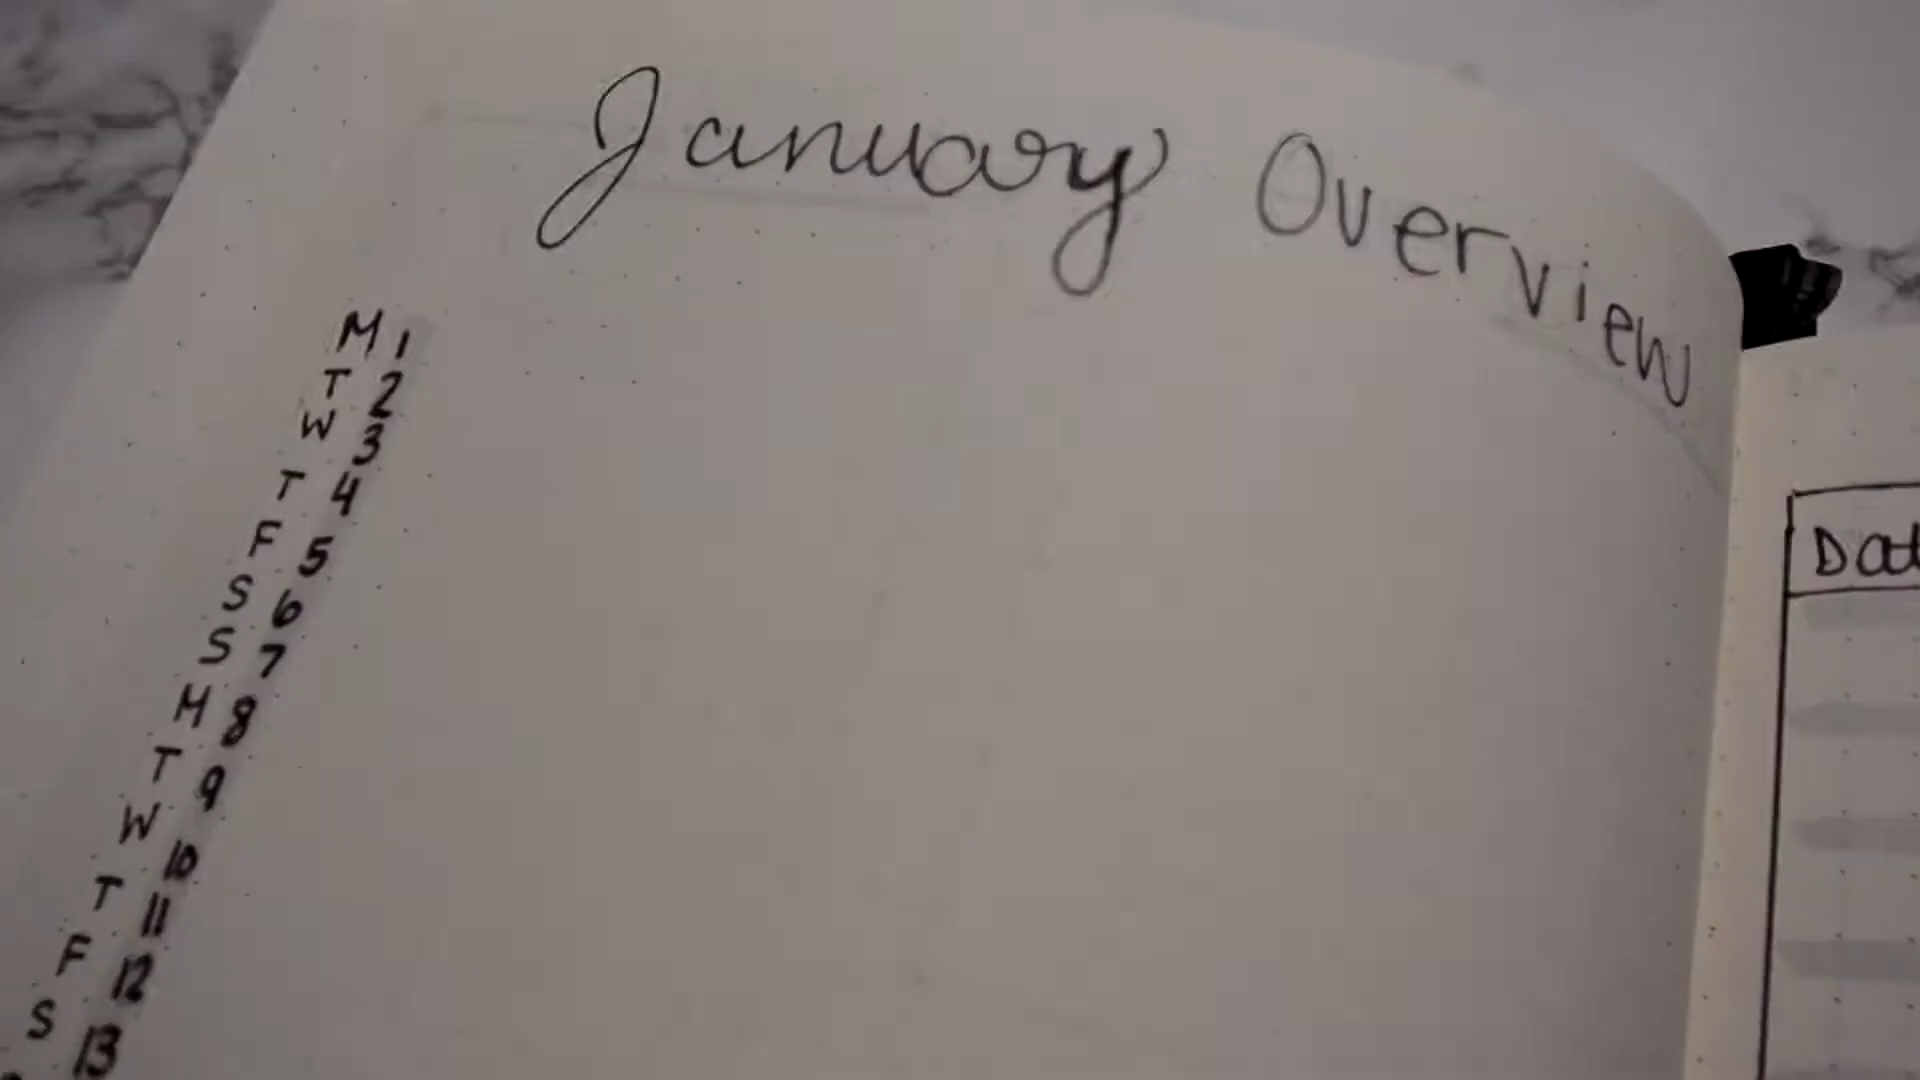 January Overview
M 1
T 2
W 3
T 4
F 5
S 6
S 7
M 8
T 9
W 10
T 11
F 12
S 13